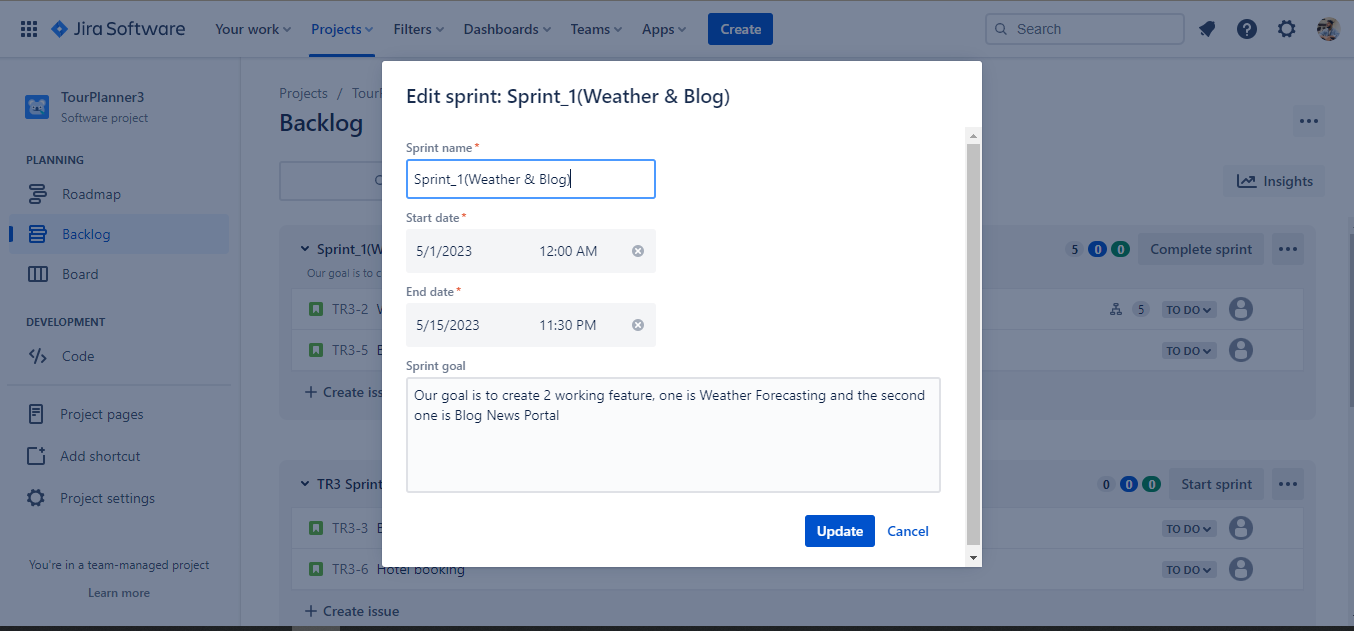 Jira Software
Your work
Projects
Filters
Dashboards
Teams
Apps
Create
Search
TourPlanner3
Software project
PLANNING
Roadmap
Backlog
Board
DEVELOPMENT
Code
Project pages
Add shortcut
Project settings
You're in a team-managed project
Learn more
Projects /
Backlog
Insights
Sprint_1(W
5 0 0 Complete sprint
Our goal is to c
TR3-2
5 TO DO
TR3-5
TO DO
+ Create iss
TR3 Sprint
0 0 0 Start sprint
TR3-3
TO DO
TR3-6 Hotel booking
TO DO
+ Create issue
Edit sprint: Sprint_1(Weather & Blog)
Sprint name*
Sprint_1(Weather & Blog)
Start date*
5/1/2023 12:00 AM
End date*
5/15/2023 11:30 PM
Sprint goal
Our goal is to create 2 working feature, one is Weather Forecasting and the second
one is Blog News Portal
Update Cancel